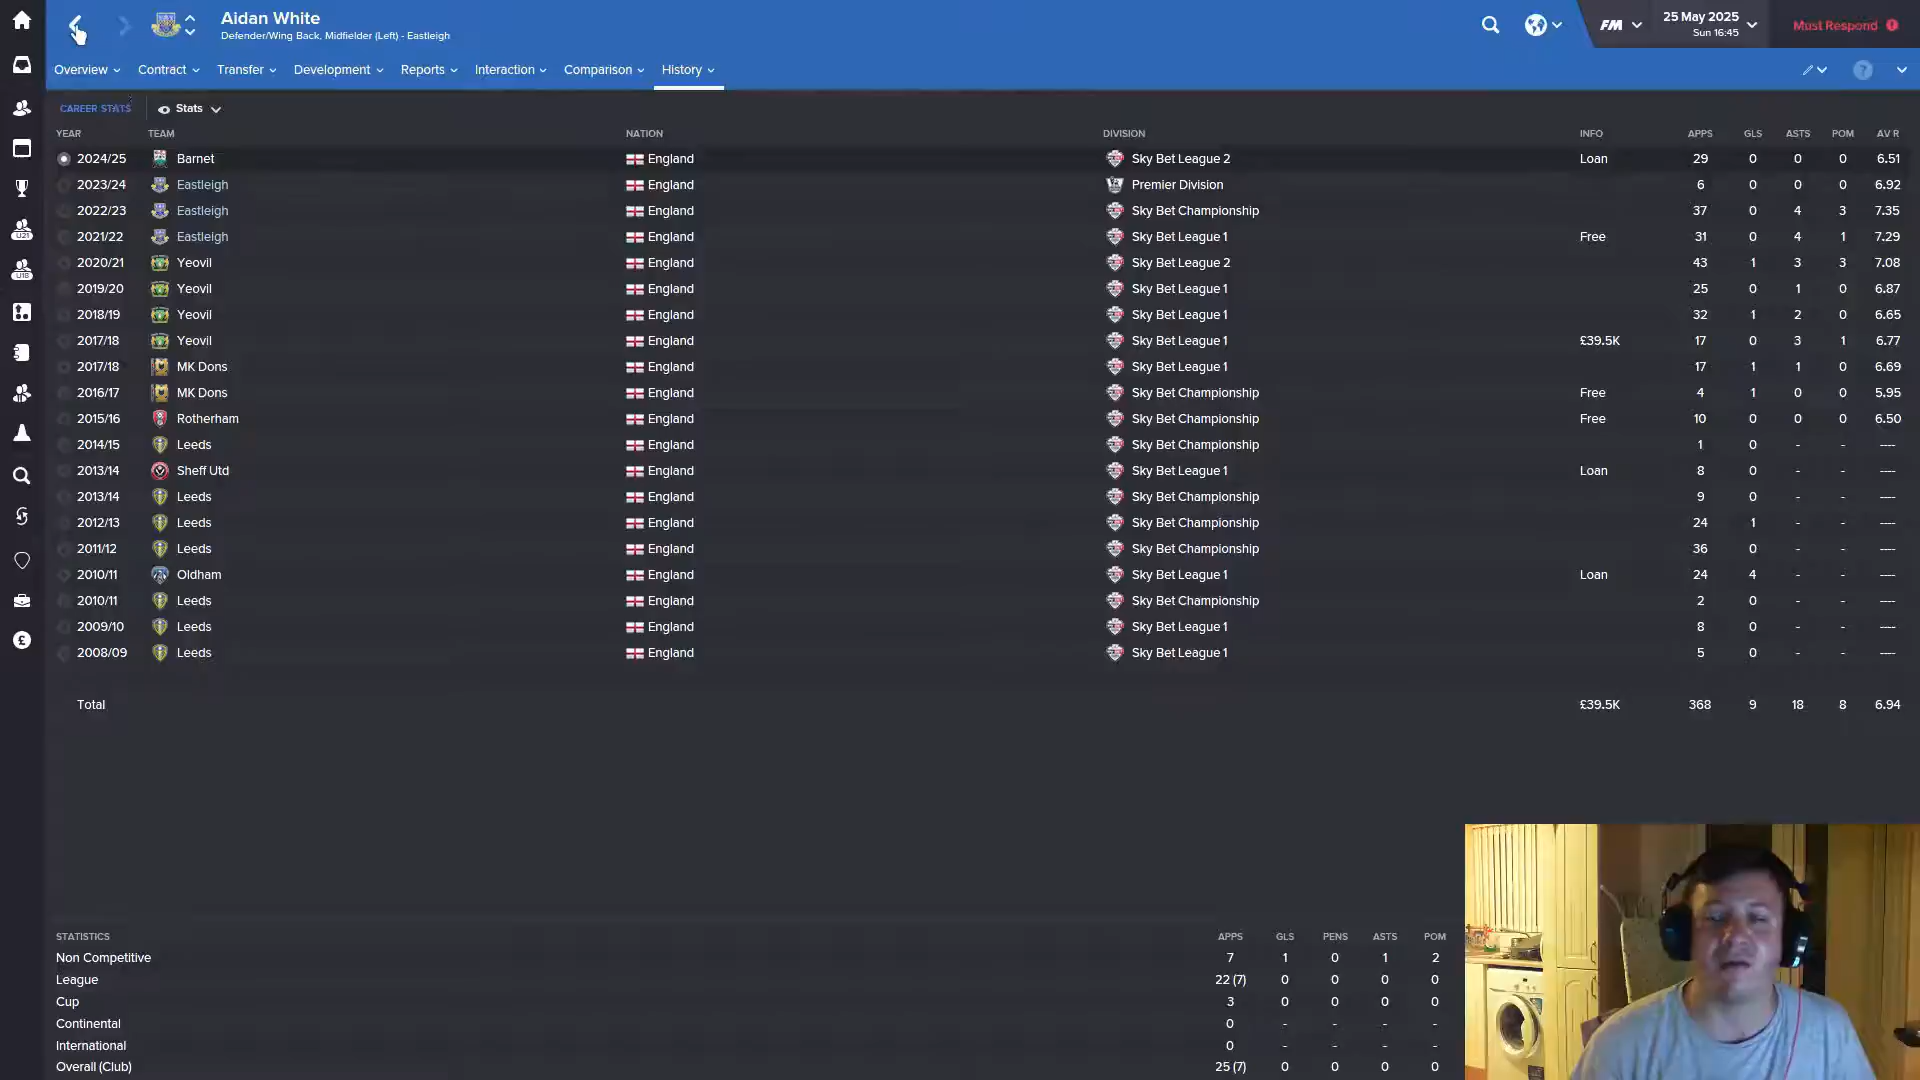 Aidan White
Defender/Wing Back, Midfielder (Left) - Eastleigh
FM
25 May 2025
Sun 16:45
Must Respond
Overview Contract Transfer Development Reports Interaction Comparison History
CAREER STATS Stats
YEAR TEAM NATION DIVISION INFO APPS GLS ASTS POM AV R
2024/25 Barnet England Sky Bet League 2 Loan 29 0 0 0 6.51
2023/24 Eastleigh England Premier Division 6 0 0 0 6.92
2022/23 Eastleigh England Sky Bet Championship 37 0 4 3 7.35
2021/22 Eastleigh England Sky Bet League 1 Free 31 0 4 1 7.29
2020/21 Yeovil England Sky Bet League 2 43 1 3 3 7.08
2019/20 Yeovil England Sky Bet League 1 25 0 1 0 6.87
2018/19 Yeovil England Sky Bet League 1 32 1 2 0 6.65
2017/18 Yeovil England Sky Bet League 1 £39.5K 17 0 3 1 6.77
2017/18 MK Dons England Sky Bet League 1 17 1 1 0 6.69
2016/17 MK Dons England Sky Bet Championship Free 4 1 0 0 5.95
2015/16 Rotherham England Sky Bet Championship Free 10 0 0 0 6.50
2014/15 Leeds England Sky Bet Championship 1 0 - - ----
2013/14 Sheff Utd England Sky Bet League 1 Loan 8 0 - - ----
2013/14 Leeds England Sky Bet Championship 9 0 - - ----
2012/13 Leeds England Sky Bet Championship 24 1 - - ----
2011/12 Leeds England Sky Bet Championship 36 0 - - ----
2010/11 Oldham England Sky Bet League 1 Loan 24 4 - - ----
2010/11 Leeds England Sky Bet Championship 2 0 - - ----
2009/10 Leeds England Sky Bet League 1 8 0 - - ----
2008/09 Leeds England Sky Bet League 1 5 0 - - ----
Total £39.5K 368 9 18 8 6.94
STATISTICS APPS GLS PENS ASTS POM
Non Competitive 7 1 0 1 2
League 22 (7) 0 0 0 0
Cup 3 0 0 0 0
Continental 0 - - - -
International 0 - - - -
Overall (Club) 25 (7) 0 0 0 0
U21
U18